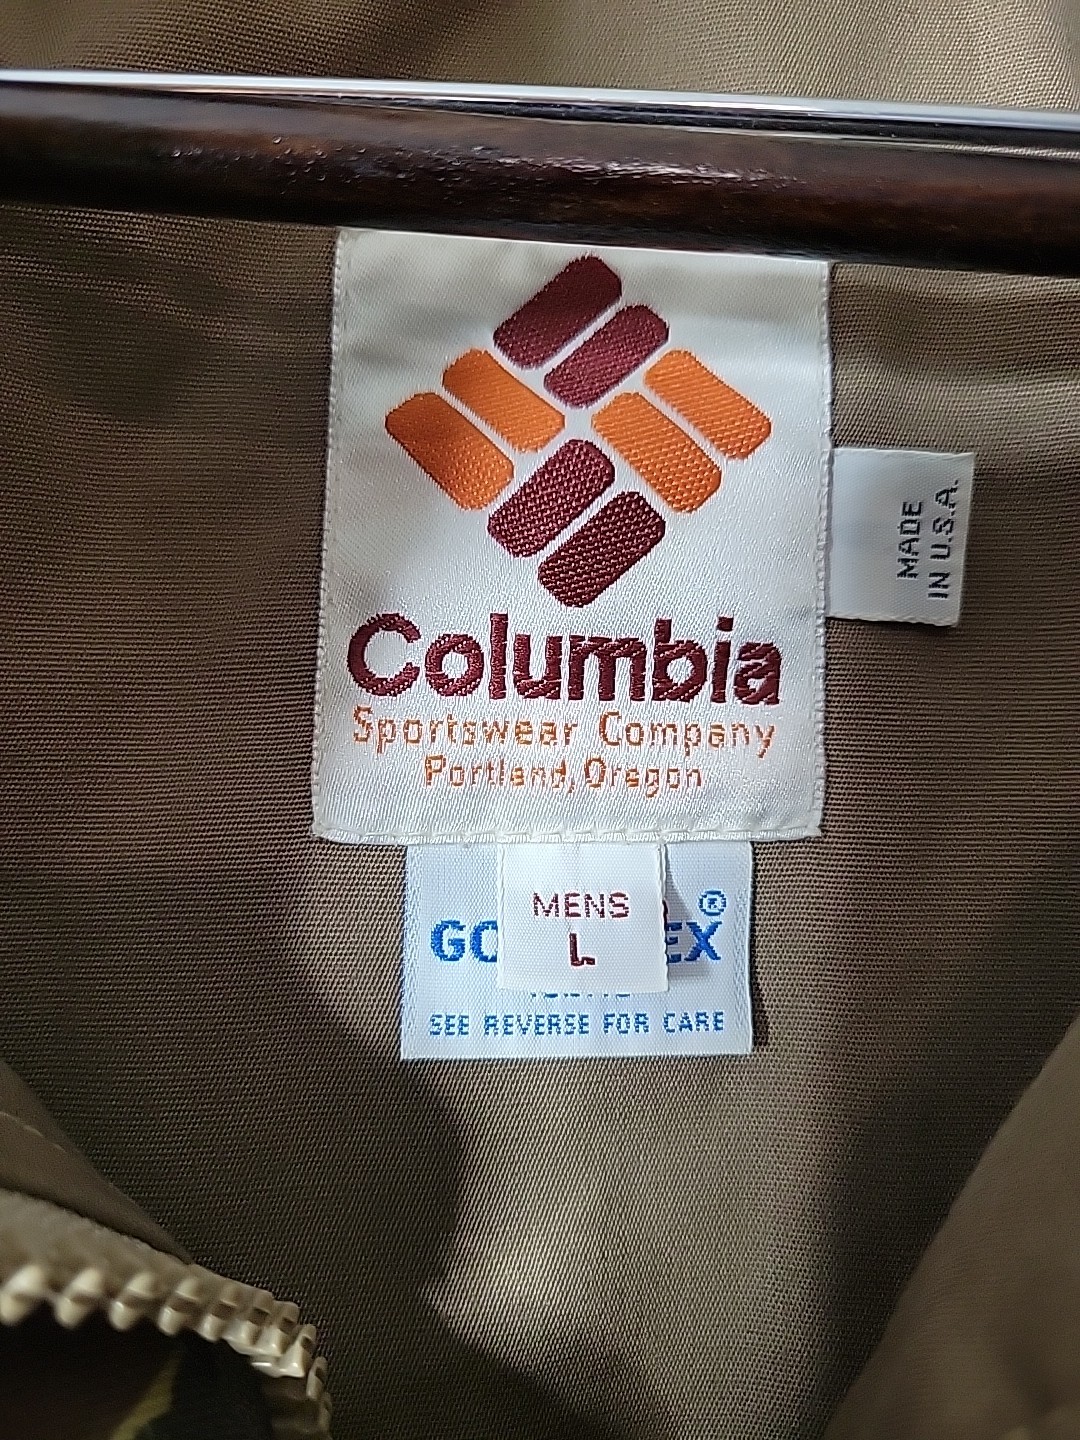 Columbia
Sportswear Company
Portland, Oregon
MADE
IN U.S.A.
MENS
L
®
SEE REVERSE FOR CARE